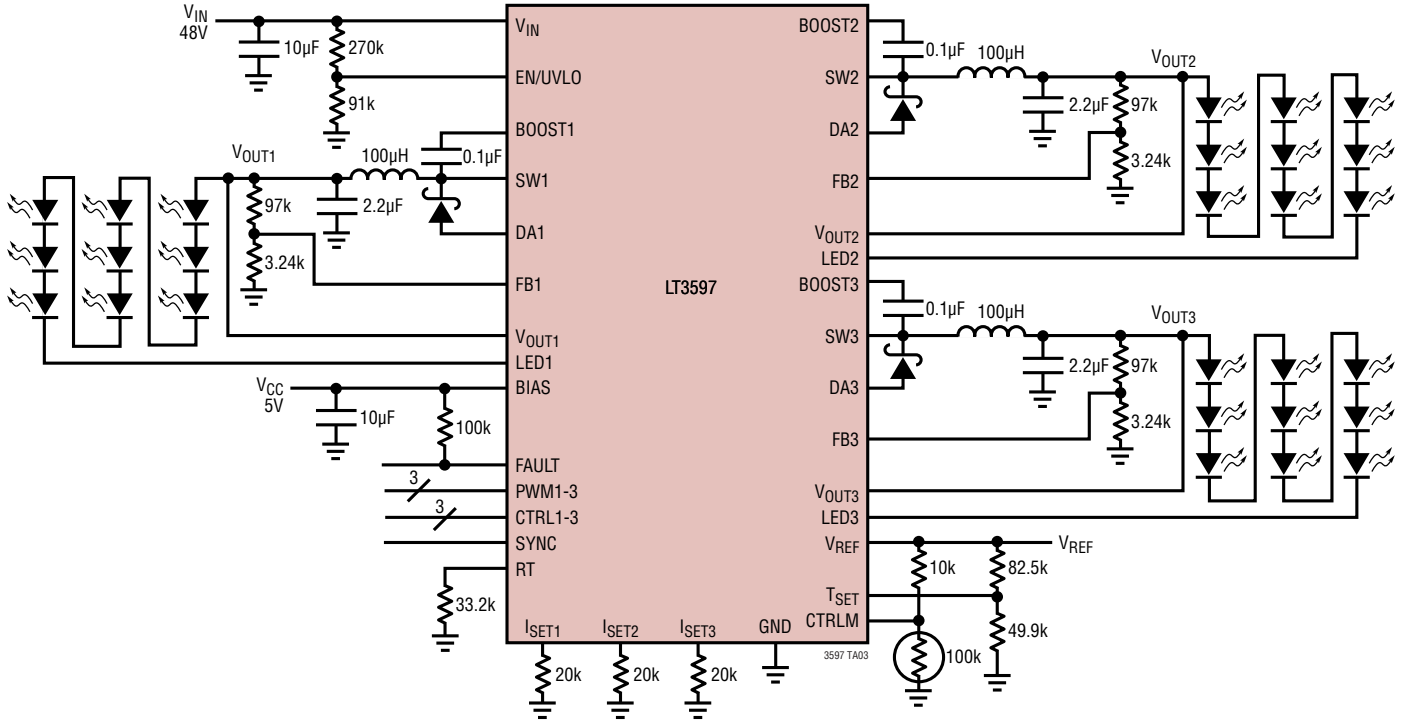 VIN
48V
10µF
270k
91k
VIN
EN/UVLO
BOOST1
SW1
DA1
FB1
VOUT1
LED1
BIAS
FAULT
PWM1-3
CTRL1-3
SYNC
RT
VOUT1
100µH
0.1µF
97k
2.2µF
3.24k
VCC
5V
10µF
100k
3
3
33.2k
ISET1
ISET2
ISET3
GND
20k
20k
20k
LT3597
3597 TA03
BOOST2
SW2
DA2
FB2
VOUT2
LED2
BOOST3
SW3
DA3
FB3
VOUT3
LED3
VREF
TSET
CTRLM
0.1µF
100µH
VOUT2
2.2µF
97k
3.24k
0.1µF
100µH
VOUT3
2.2µF
97k
3.24k
VREF
10k
82.5k
49.9k
100k